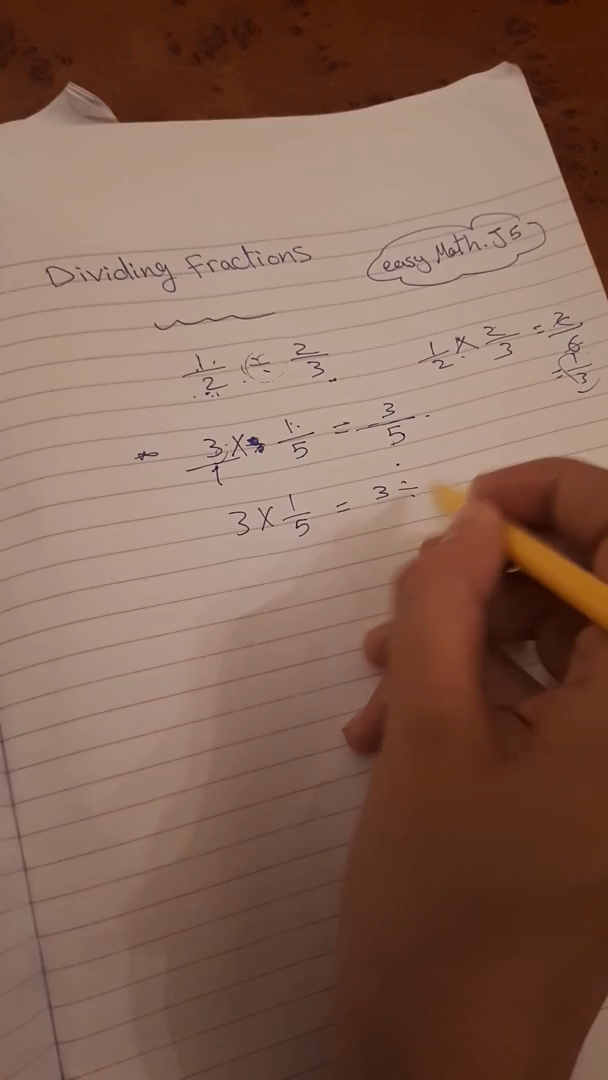 Dividing fractions
easy Math.J5
1/2 ÷ 2/3
1/2 × 2/3 = 2/6
= 1/3
3/1 × 1/5 = 3/5
3 × 1/5 = 3 ÷